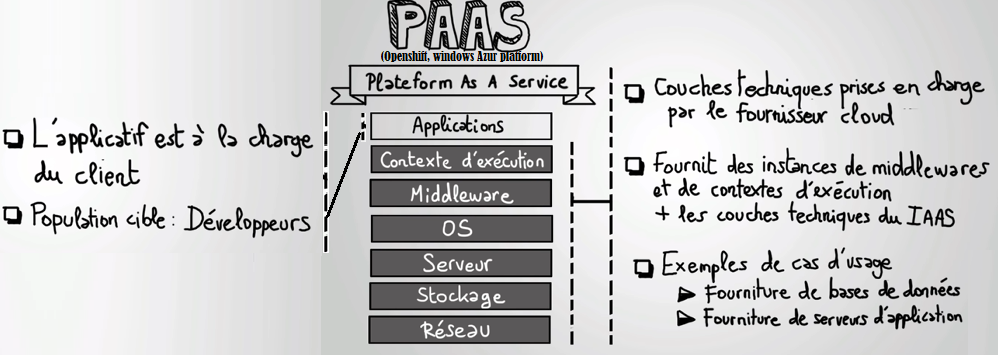 PAAS
(Openshift, windows Azur platform)
Plateform As A Service
L'applicatif est à la charge
du client
Population cible : Développeurs
Applications
Contexte d'exécution
Middleware
OS
Serveur
Stockage
Réseau
Couches techniques prises en charge
par le fournisseur cloud
Fournit des instances de middlewares
et de contextes d'exécution
+ les couches techniques du IAAS
Exemples de cas d'usage
Fourniture de bases de données
Fourniture de serveurs d'application